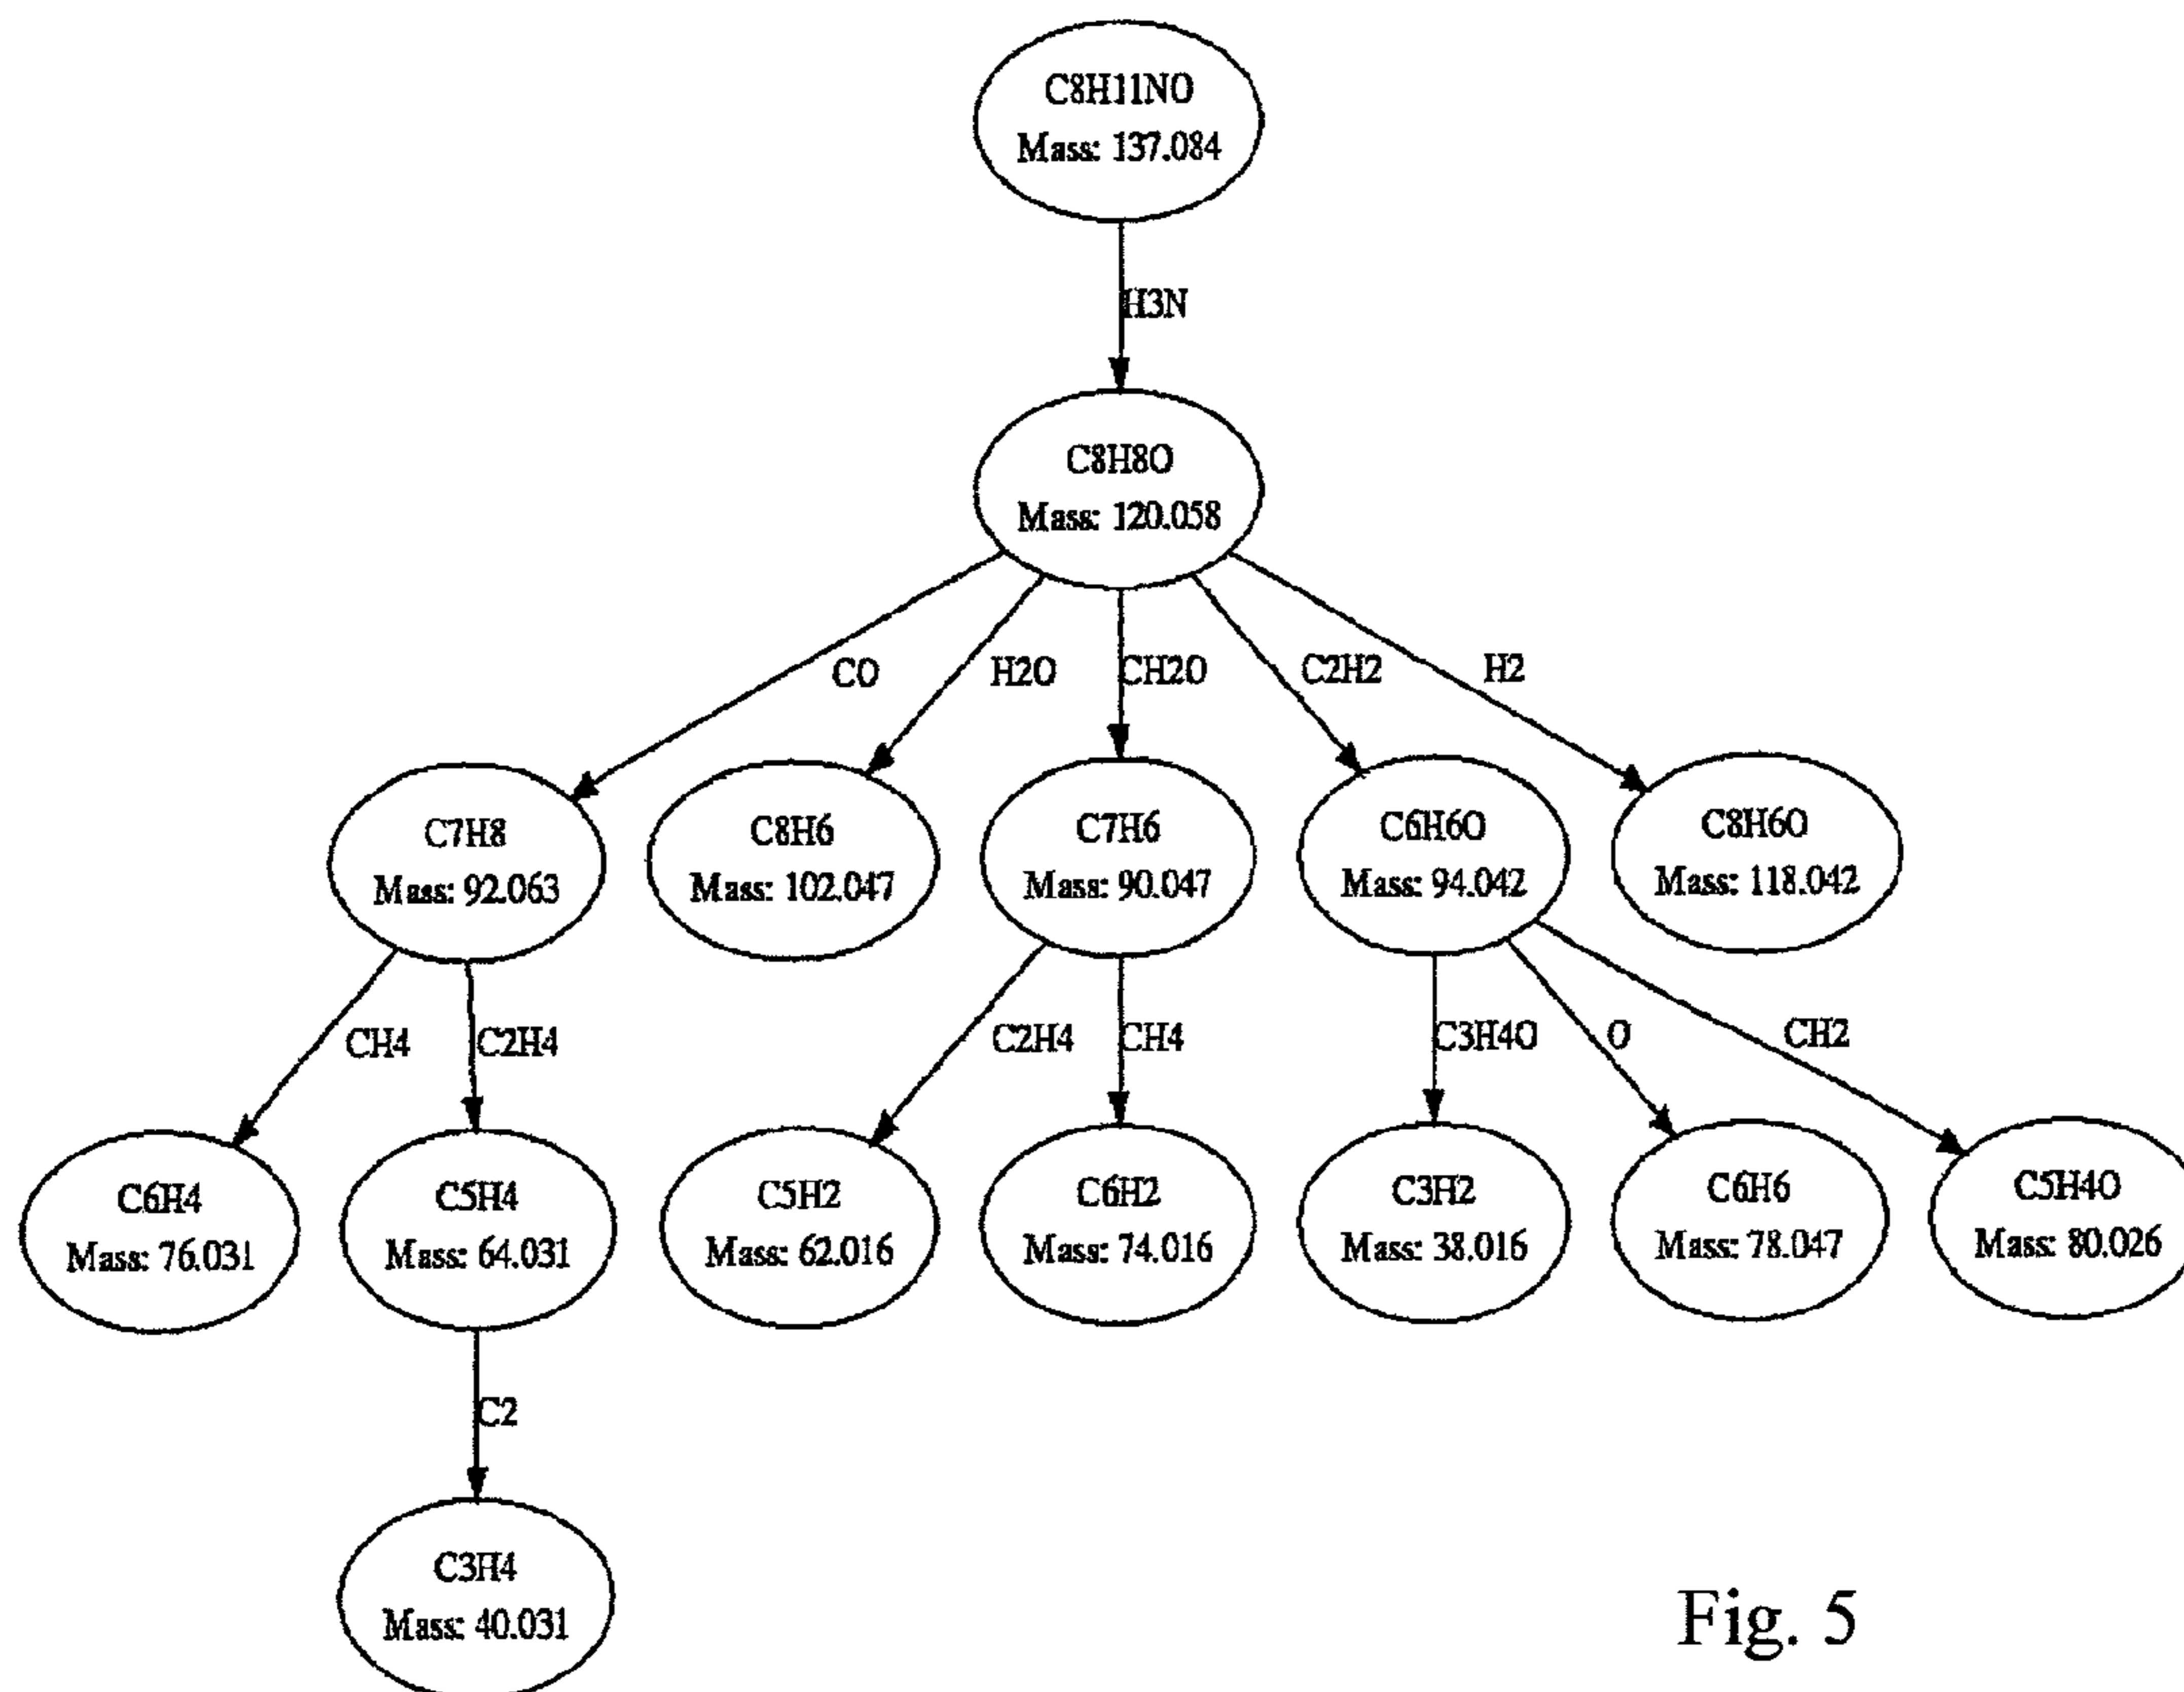 C8H11NO
Mass: 137.084
H3N
C8H8O
Mass: 120.058
CO
H2O
CH2O
C2H2
H2
C7H8
Mass: 92.063
C8H6
Mass: 102.047
C7H6
Mass: 90.047
C6H6O
Mass: 94.042
C8H6O
Mass: 118.042
CH4
C2H4
C2H4
CH4
C3H4O
O
CH2
C6H4
Mass: 76.031
C5H4
Mass: 64.031
C5H2
Mass: 62.016
C6H2
Mass: 74.016
C3H2
Mass: 38.016
C6H6
Mass: 78.047
C5H4O
Mass: 80.026
C2
C3H4
Mass: 40.031
Fig. 5